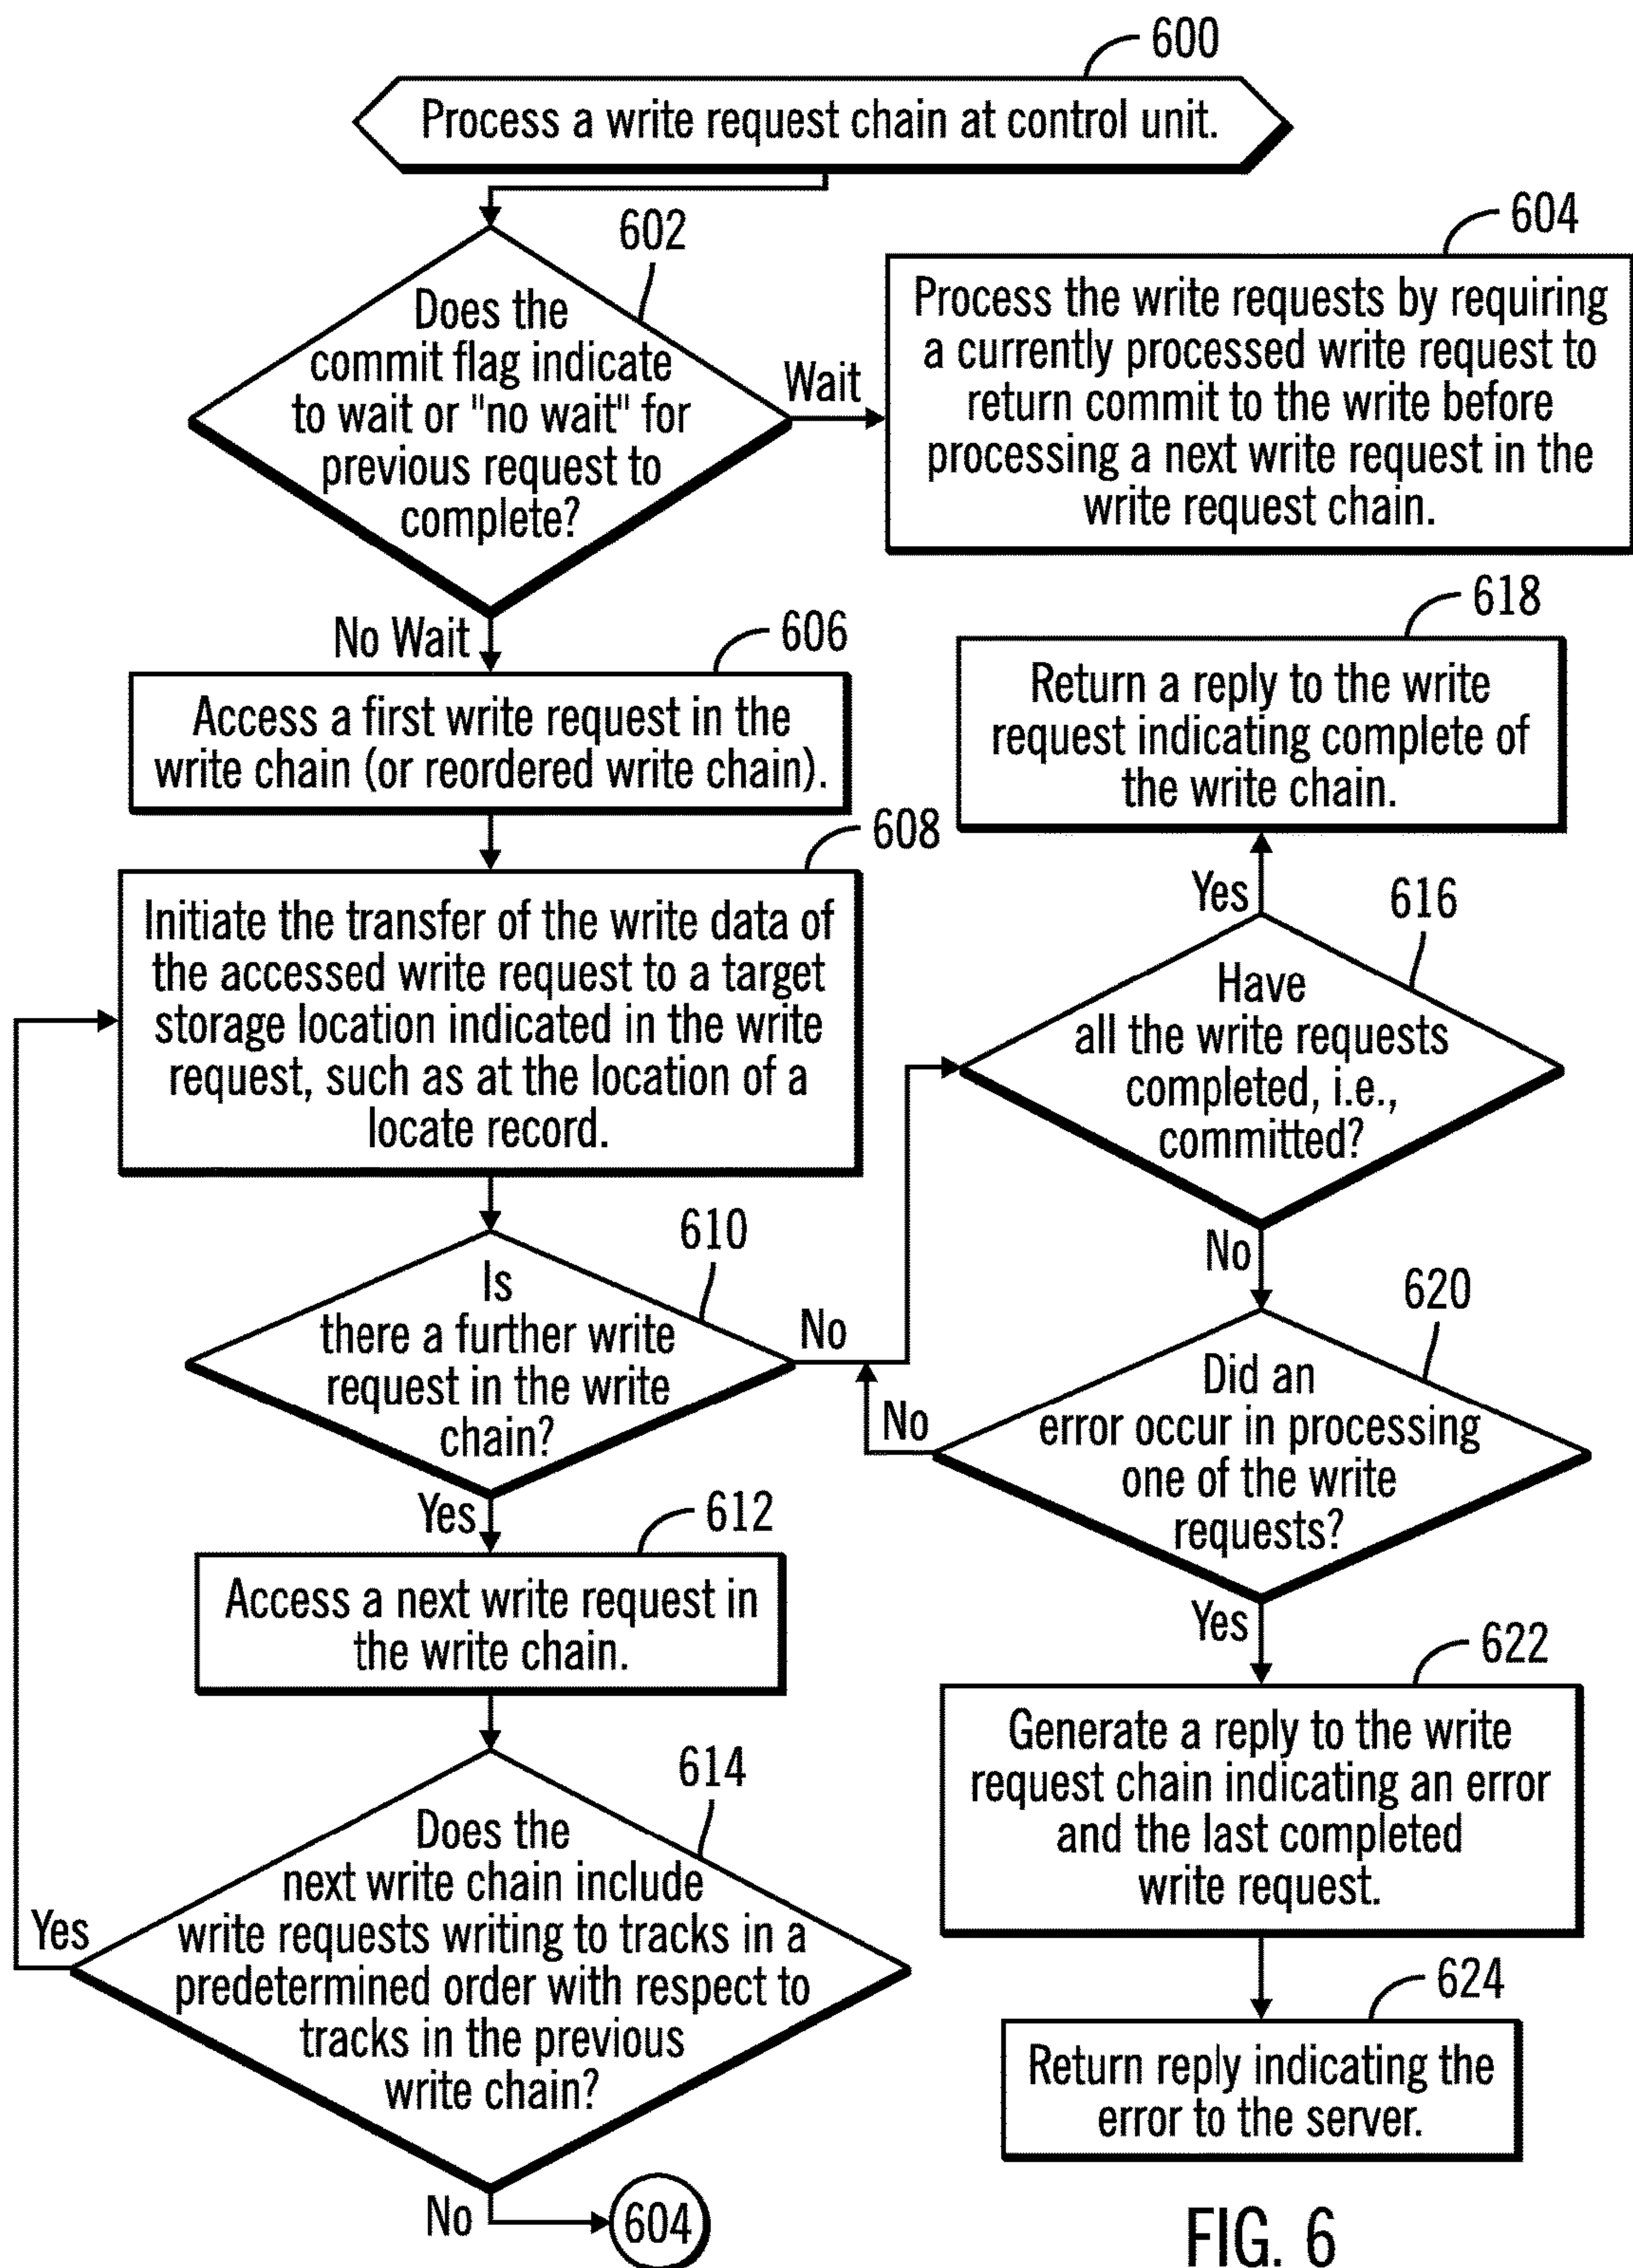 600
Process a write request chain at control unit.
602
Does the
commit flag indicate
to wait or "no wait" for
previous request to
complete?
Wait
604
Process the write requests by requiring
a currently processed write request to
return commit to the write before
processing a next write request in the
write request chain.
No Wait
606
Access a first write request in the
write chain (or reordered write chain).
608
Initiate the transfer of the write data of
the accessed write request to a target
storage location indicated in the write
request, such as at the location of a
locate record.
610
Is
there a further write
request in the write
chain?
No
Yes
612
Access a next write request in
the write chain.
614
Does the
next write chain include
write requests writing to tracks in a
predetermined order with respect to
tracks in the previous
write chain?
Yes
No
604
618
Return a reply to the write
request indicating complete of
the write chain.
Yes
616
Have
all the write requests
completed, i.e.,
committed?
No
620
Did an
error occur in processing
one of the write
requests?
No
Yes
622
Generate a reply to the write
request chain indicating an error
and the last completed
write request.
624
Return reply indicating the
error to the server.
FIG. 6